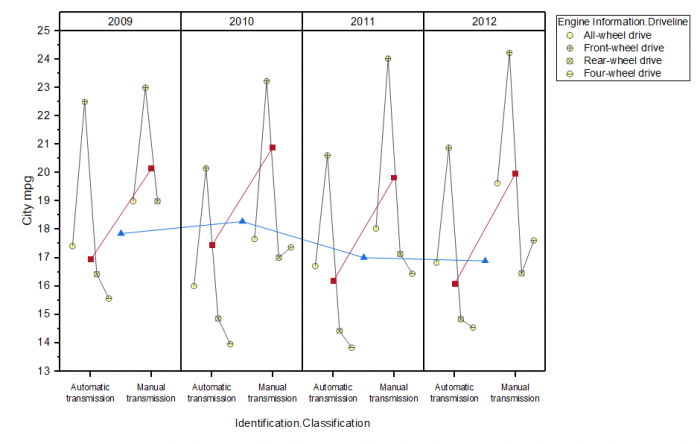 2009 2010 2011 2012
Engine Information.Driveline
All-wheel drive
Front-wheel drive
Rear-wheel drive
Four-wheel drive
City mpg
25
24
23
22
21
20
19
18
17
16
15
14
13
Automatic Manual Automatic Manual Automatic Manual Automatic Manual
transmission transmission transmission transmission transmission transmission transmission transmission
Identification.Classification